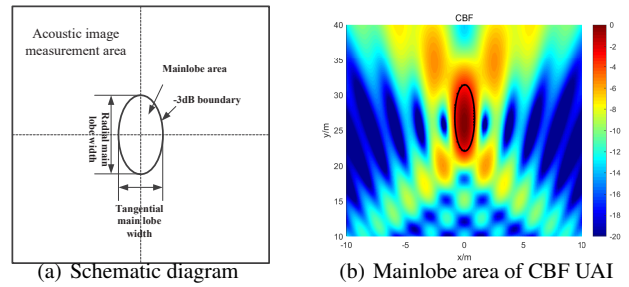 Acoustic image
measurement area
Mainlobe area
-3dB boundary
Radial main
lobe width
Tangential
main lobe
width
(a) Schematic diagram
CBF
40
35
30
25
20
15
10
y/m
-10
-5
0
5
10
x/m
0
-2
-4
-6
-8
-10
-12
-14
-16
-18
-20
(b) Mainlobe area of CBF UAI